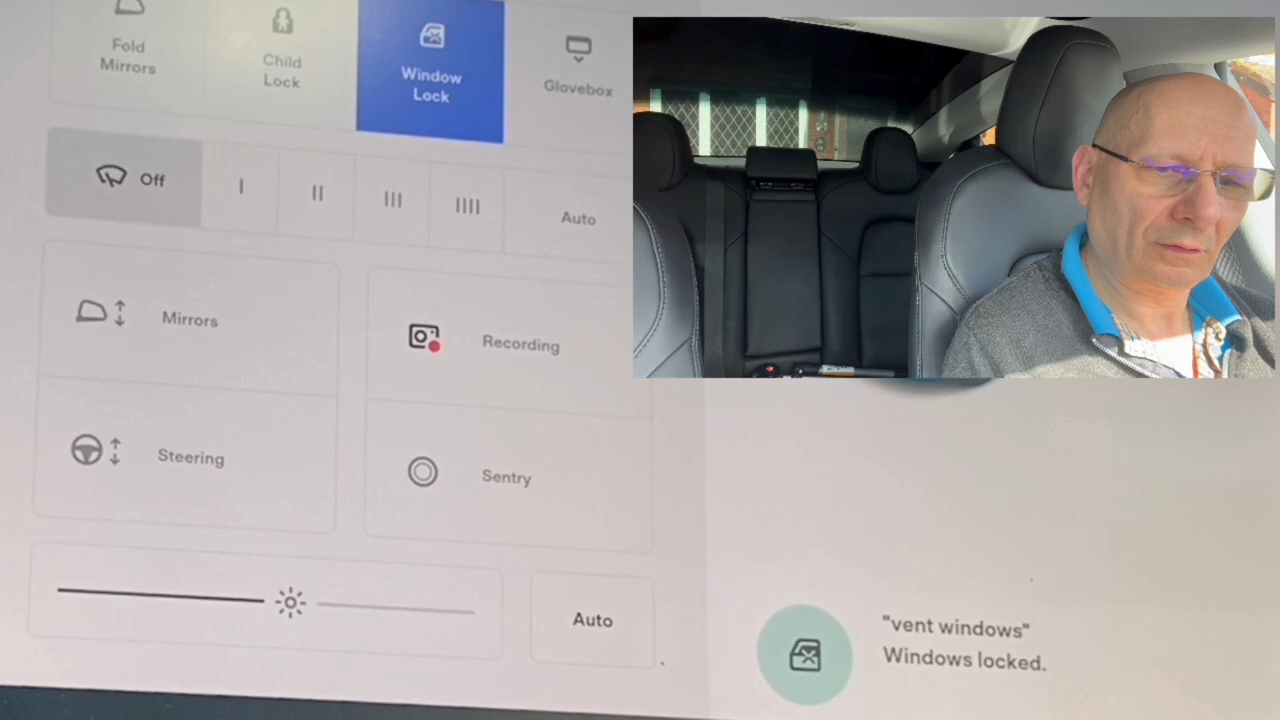 Fold
Mirrors
Child
Lock
Window
Lock
Glovebox
Off
I
II
III
IIII
Auto
Mirrors
Recording
Steering
Sentry
Auto
"vent windows"
Windows locked.